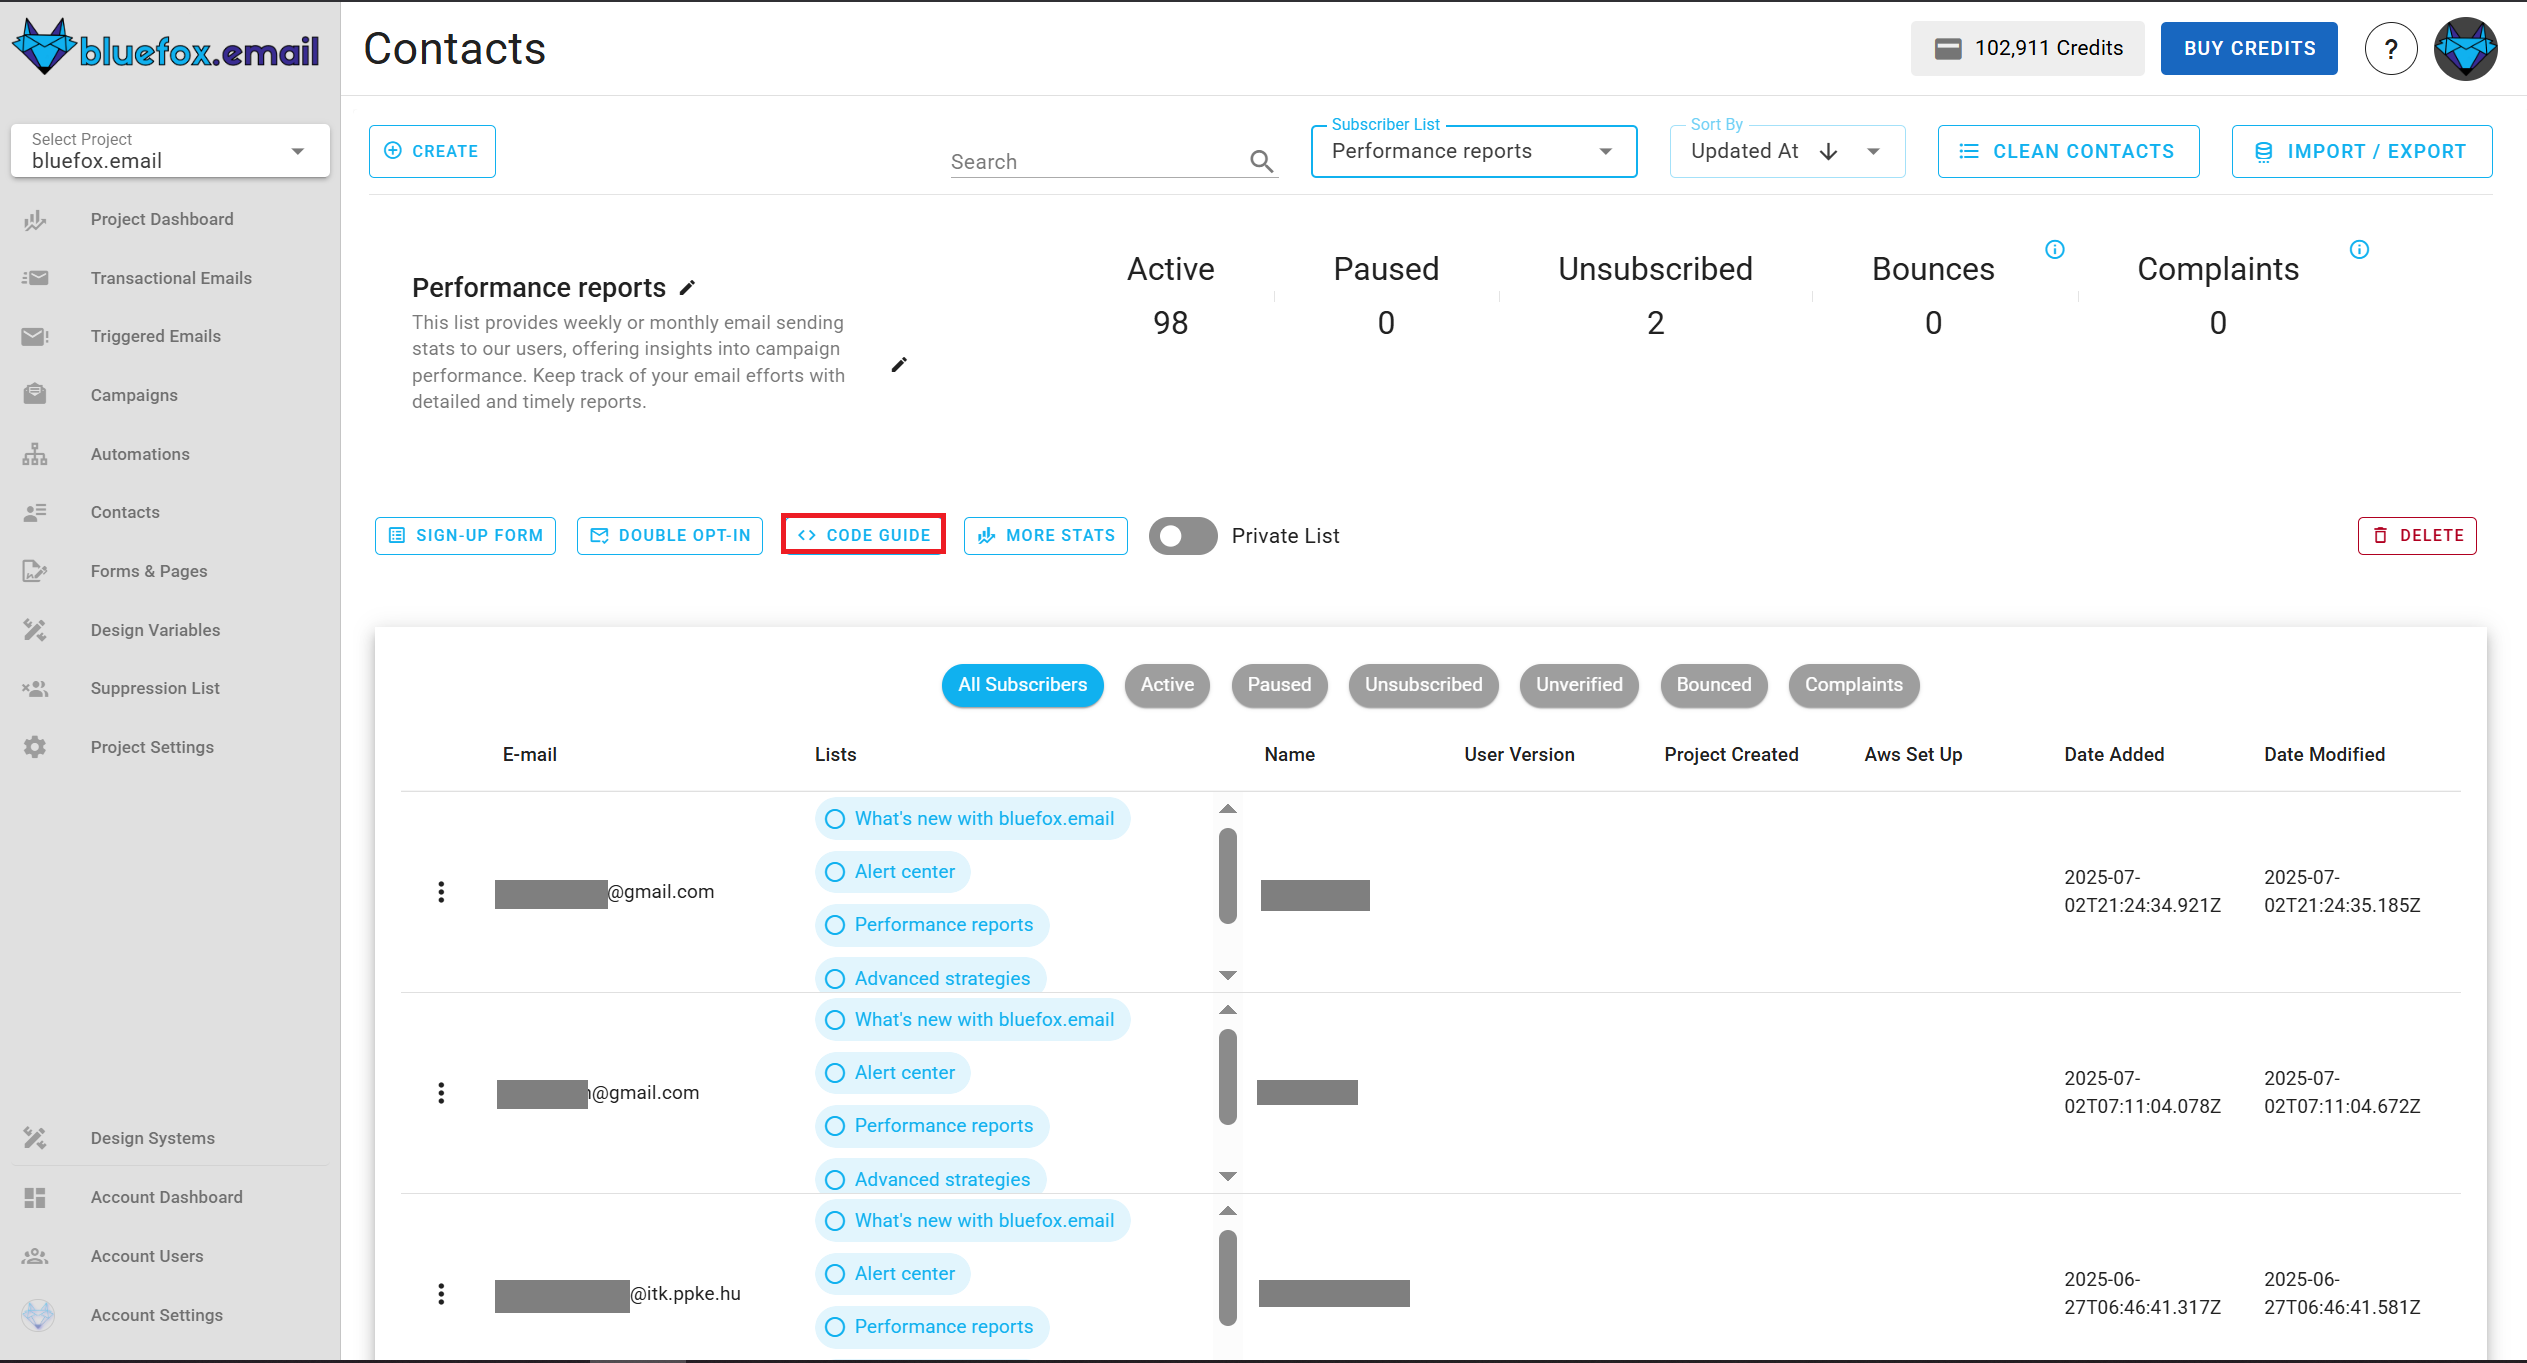 bluefox.email
Contacts
102,911 Credits
BUY CREDITS
?
Select Project
bluefox.email
Project Dashboard
Transactional Emails
Triggered Emails
Campaigns
Automations
Contacts
Forms & Pages
Design Variables
Suppression List
Project Settings
Design Systems
Account Dashboard
Account Users
Account Settings
CREATE
Search
Subscriber List
Performance reports
Sort By
Updated At
CLEAN CONTACTS
IMPORT / EXPORT
Performance reports
This list provides weekly or monthly email sending
stats to our users, offering insights into campaign
performance. Keep track of your email efforts with
detailed and timely reports.
Active
98
Paused
0
Unsubscribed
2
Bounces
0
Complaints
0
SIGN-UP FORM
DOUBLE OPT-IN
<> CODE GUIDE
MORE STATS
Private List
DELETE
All Subscribers
Active
Paused
Unsubscribed
Unverified
Bounced
Complaints
E-mail
Lists
Name
User Version
Project Created
Aws Set Up
Date Added
Date Modified
@gmail.com
What's new with bluefox.email
Alert center
Performance reports
Advanced strategies
2025-07-
02T21:24:34.921Z
2025-07-
02T21:24:35.185Z
@gmail.com
What's new with bluefox.email
Alert center
Performance reports
Advanced strategies
2025-07-
02T07:11:04.078Z
2025-07-
02T07:11:04.672Z
@itk.ppke.hu
What's new with bluefox.email
Alert center
Performance reports
2025-06-
27T06:46:41.317Z
2025-06-
27T06:46:41.581Z